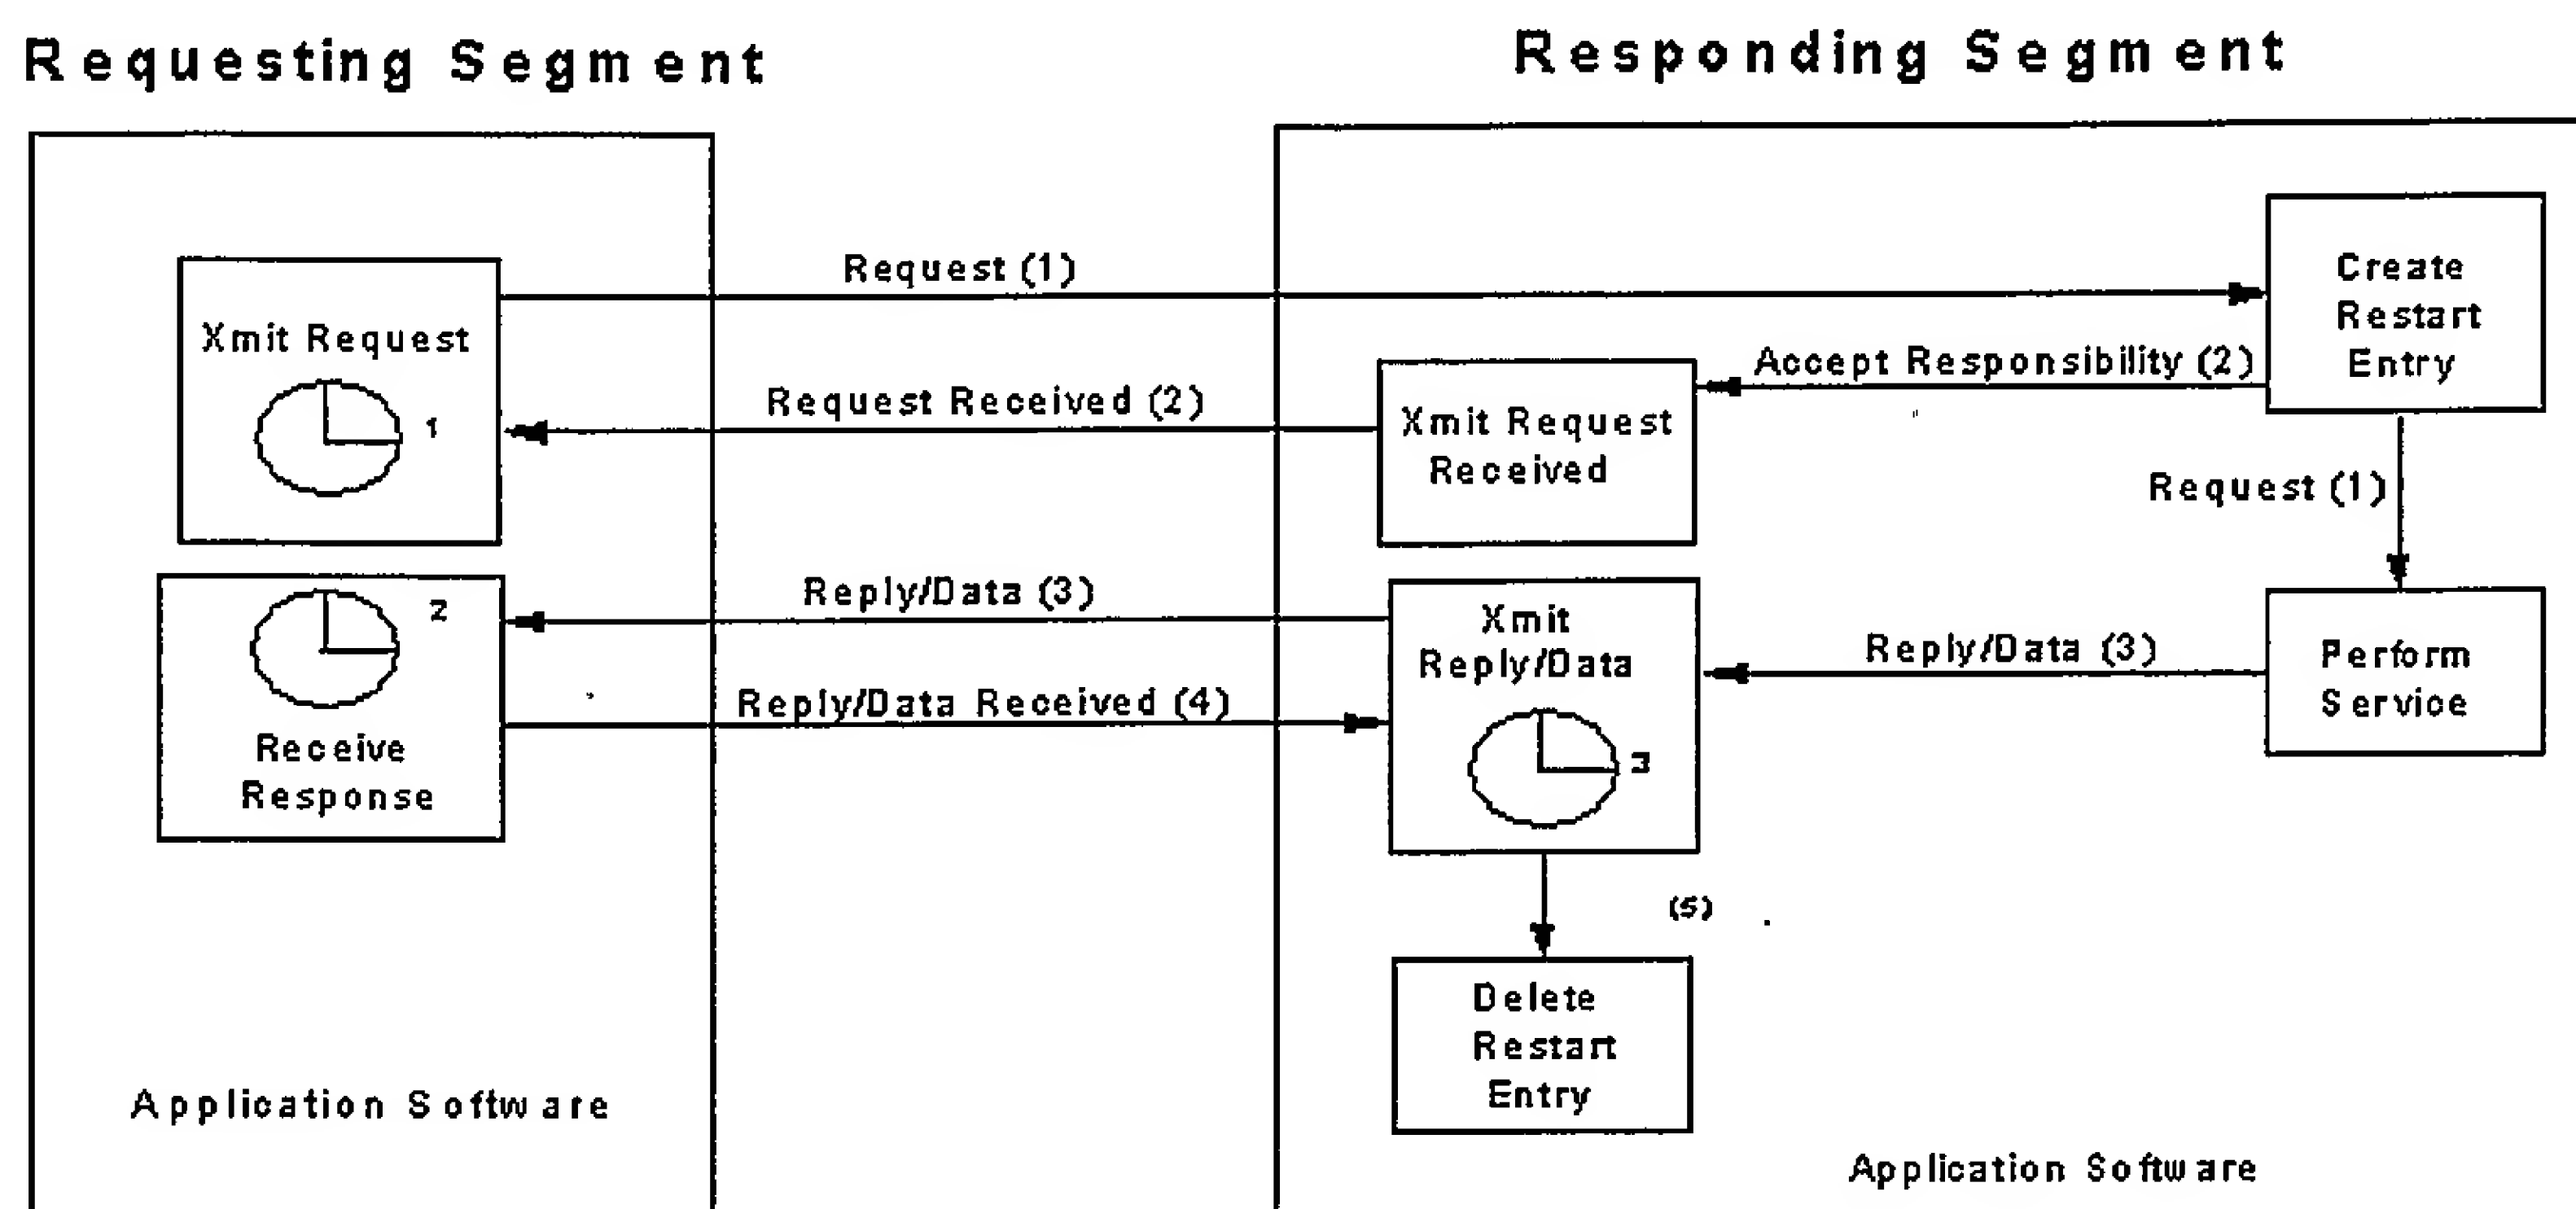 Requesting Segment
Responding Segment
Request (1)
Create
Restart
Entry
Xmit Request
1
Accept Responsibility (2)
Request Received (2)
Xmit Request
Received
Request (1)
Reply/Data (3)
2
Receive
Response
Xmit
Reply/Data
3
Reply/Data (3)
Perform
Service
Reply/Data Received (4)
(5)
Delete
Restart
Entry
Application Software
Application Software